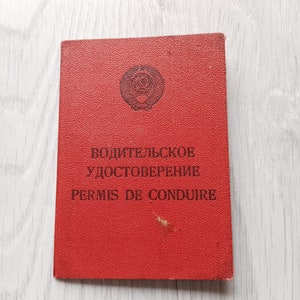 ВОДИТЕЛЬСКОЕ
УДОСТОВЕРЕНИЕ
PERMIS DE CONDUIRE